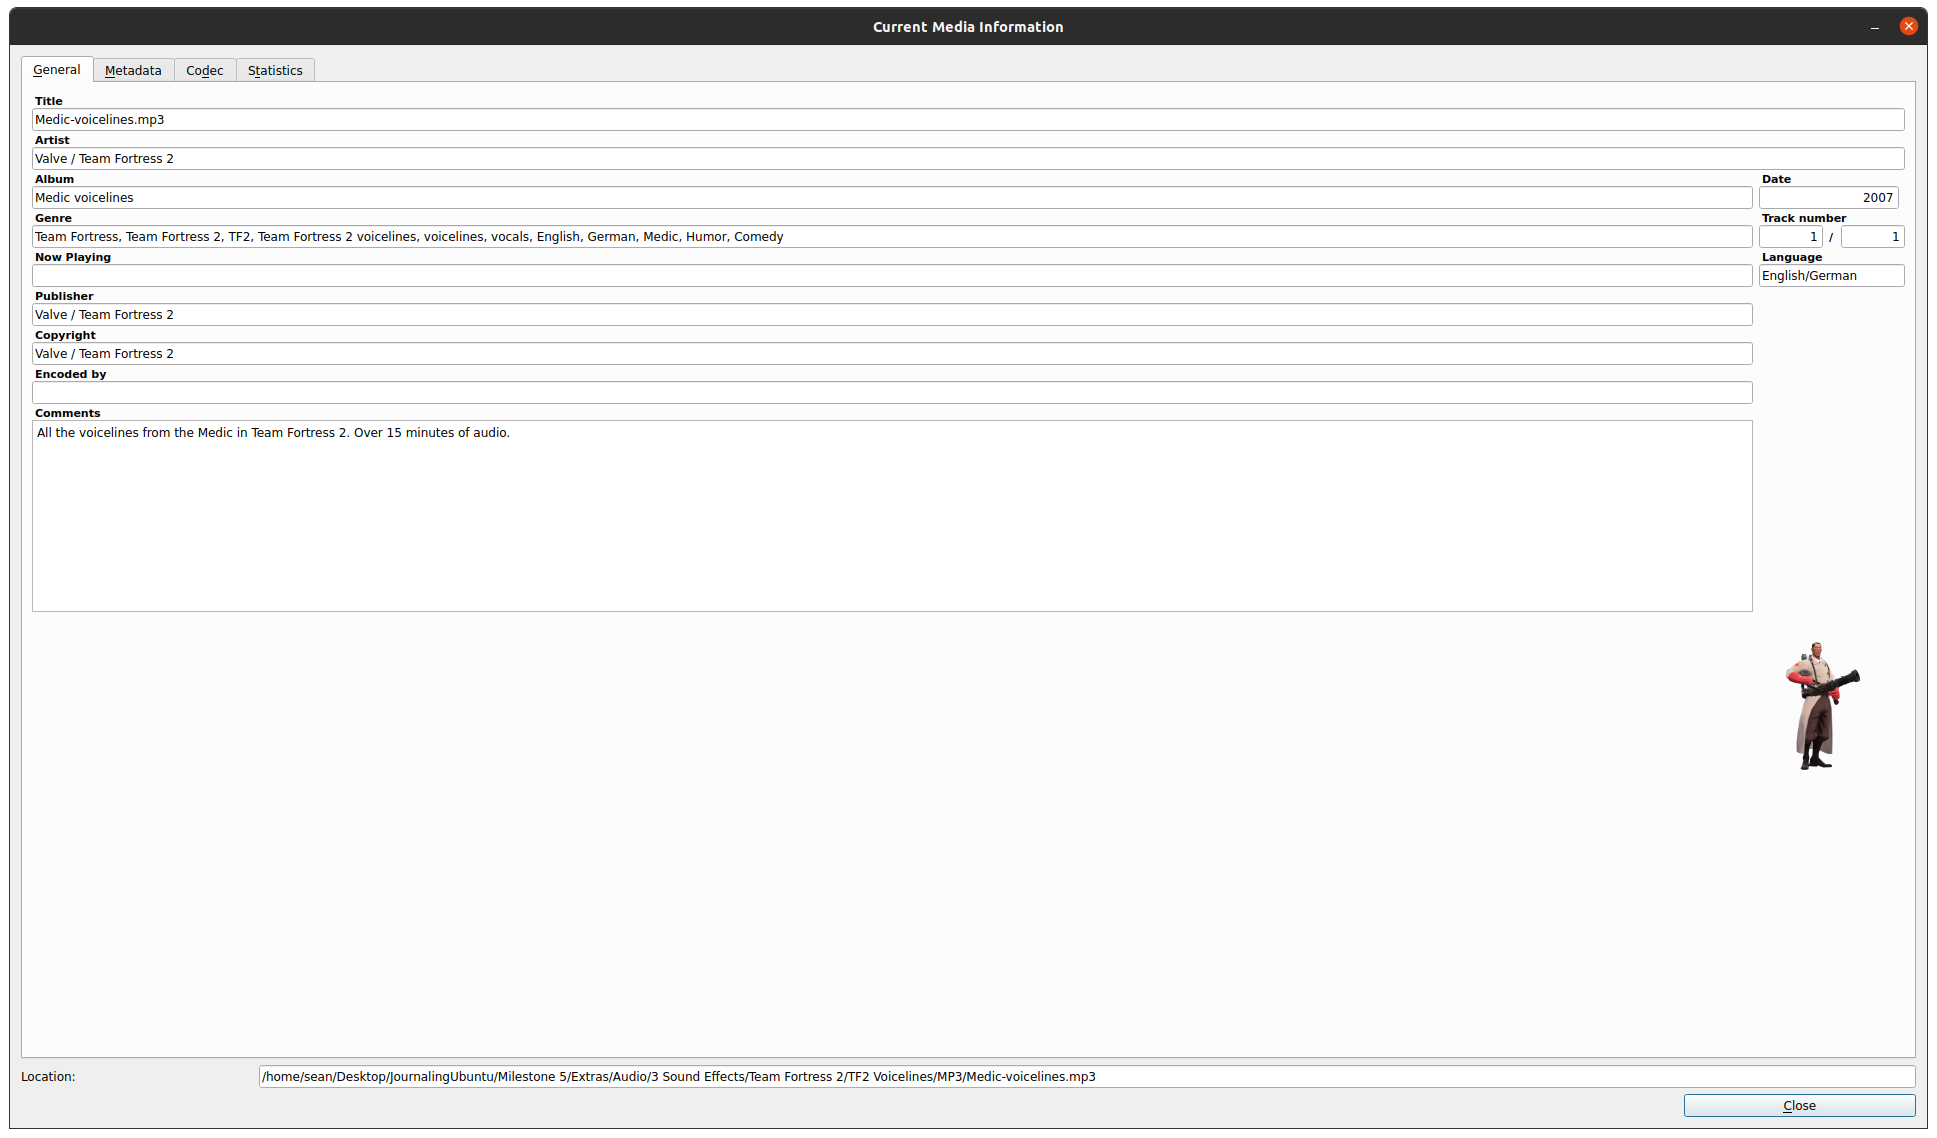 Current Media Information
General Metadata Codec Statistics
Title
Medic-voicelines.mp3
Artist
Valve / Team Fortress 2
Album Date
Medic voicelines 2007
Genre Track number
Team Fortress, Team Fortress 2, TF2, Team Fortress 2 voicelines, voicelines, vocals, English, German, Medic, Humor, Comedy 1 / 1
Now Playing Language
English/German
Publisher
Valve / Team Fortress 2
Copyright
Valve / Team Fortress 2
Encoded by
Comments
All the voicelines from the Medic in Team Fortress 2. Over 15 minutes of audio.
Location: /home/sean/Desktop/JournalingUbuntu/Milestone 5/Extras/Audio/3 Sound Effects/Team Fortress 2/TF2 Voicelines/MP3/Medic-voicelines.mp3
Close